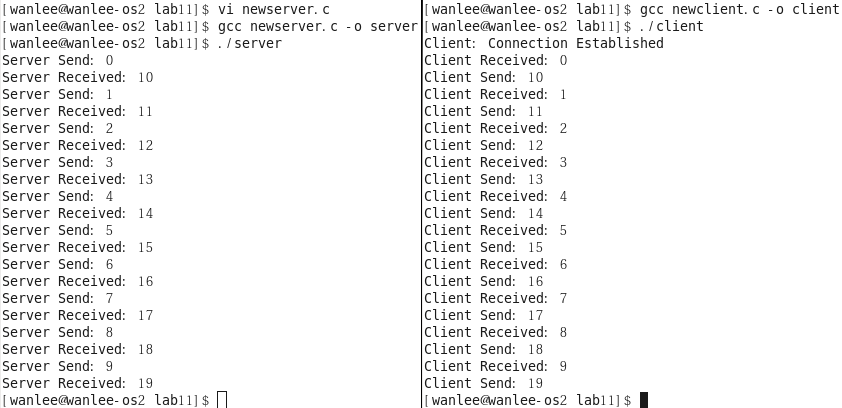 [wanlee@wanlee-os2 lab11]$ vi newserver.c
[wanlee@wanlee-os2 lab11]$ gcc newserver.c -o server
[wanlee@wanlee-os2 lab11]$ ./server
Server Send: 0
Server Received: 10
Server Send: 1
Server Received: 11
Server Send: 2
Server Received: 12
Server Send: 3
Server Received: 13
Server Send: 4
Server Received: 14
Server Send: 5
Server Received: 15
Server Send: 6
Server Received: 16
Server Send: 7
Server Received: 17
Server Send: 8
Server Received: 18
Server Send: 9
Server Received: 19
[wanlee@wanlee-os2 lab11]$
[wanlee@wanlee-os2 lab11]$ gcc newclient.c -o client
[wanlee@wanlee-os2 lab11]$ ./client
Client: Connection Established
Client Received: 0
Client Send: 10
Client Received: 1
Client Send: 11
Client Received: 2
Client Send: 12
Client Received: 3
Client Send: 13
Client Received: 4
Client Send: 14
Client Received: 5
Client Send: 15
Client Received: 6
Client Send: 16
Client Received: 7
Client Send: 17
Client Received: 8
Client Send: 18
Client Received: 9
Client Send: 19
[wanlee@wanlee-os2 lab11]$